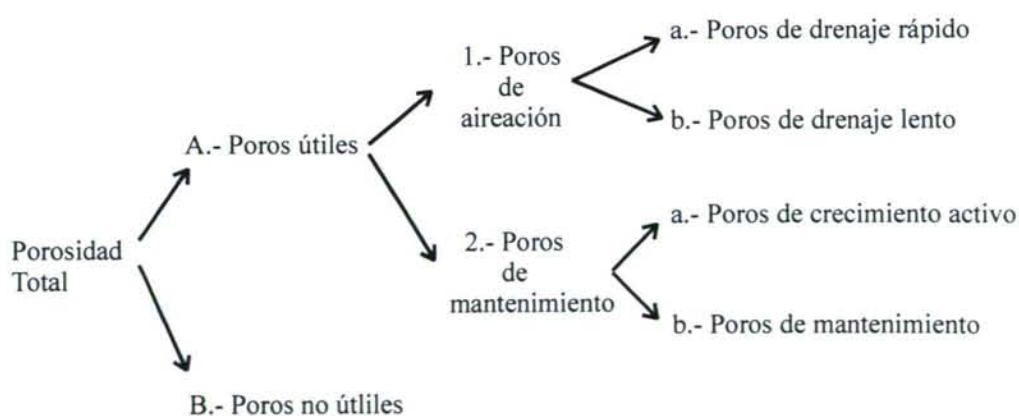 Porosidad
Total
A.- Poros útiles
1.- Poros
de
aireación
a.- Poros de drenaje rápido
b.- Poros de drenaje lento
2.- Poros
de
mantenimiento
a.- Poros de crecimiento activo
b.- Poros de mantenimiento
B.- Poros no útliles